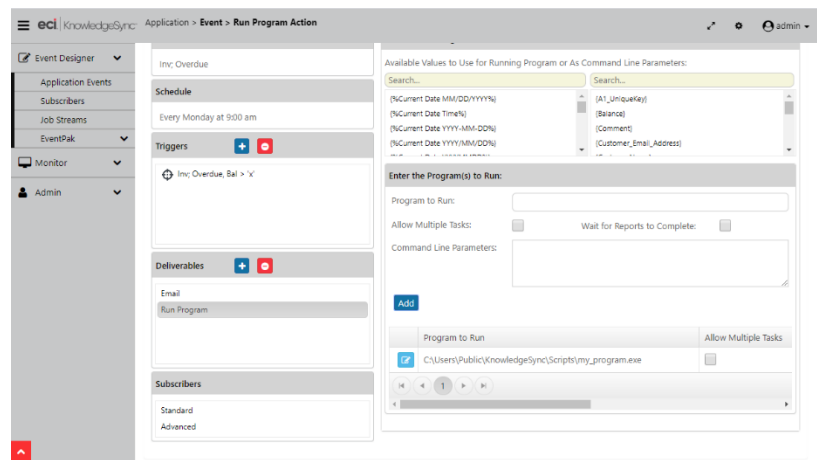 eci KnowledgeSync
Application > Event > Run Program Action
admin
Event Designer
Application Events
Subscribers
Job Streams
EventPak
Monitor
Admin
Inv; Overdue
Schedule
Every Monday at 9:00 am
Triggers
Inv; Overdue, Bal > 'x'
Deliverables
Email
Run Program
Subscribers
Standard
Advanced
Available Values to Use for Running Program or As Command Line Parameters:
Search...
Search...
{%Current Date MM/DD/YYYY%}
{%Current Date Time%}
{%Current Date YYYY-MM-DD%}
{%Current Date YYYY/MM/DD%}
{A1_UniqueKey}
{Balance}
{Comment}
{Customer_Email_Address}
Enter the Program(s) to Run:
Program to Run:
Allow Multiple Tasks:
Wait for Reports to Complete:
Command Line Parameters:
Add
Program to Run
Allow Multiple Tasks
C:\Users\Public\KnowledgeSync\Scripts\my_program.exe
1